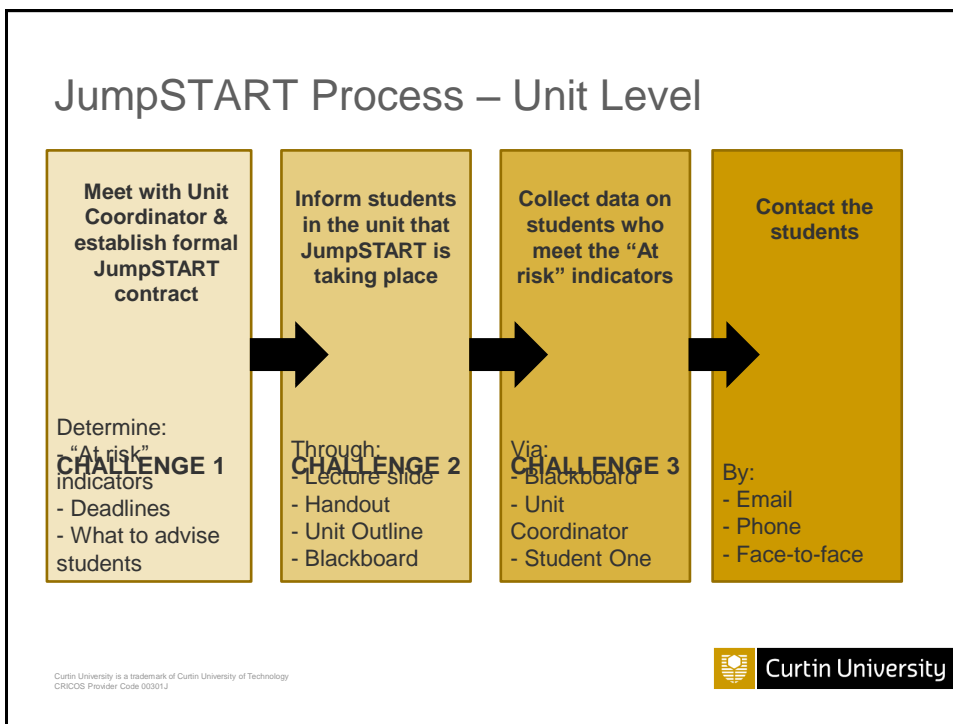 JumpSTART Process – Unit Level
Meet with Unit
Coordinator &
establish formal
JumpSTART
contract
Determine:
- “At risk”
indicators
- Deadlines
- What to advise
students
CHALLENGE 1
Inform students
in the unit that
JumpSTART is
taking place
Through:
- Lecture slide
- Handout
- Unit Outline
- Blackboard
CHALLENGE 2
Collect data on
students who
meet the “At
risk” indicators
Via:
- Blackboard
- Unit
Coordinator
- Student One
CHALLENGE 3
Contact the
students
By:
- Email
- Phone
- Face-to-face
Curtin University is a trademark of Curtin University of Technology
CRICOS Provider Code 00301J
Curtin University